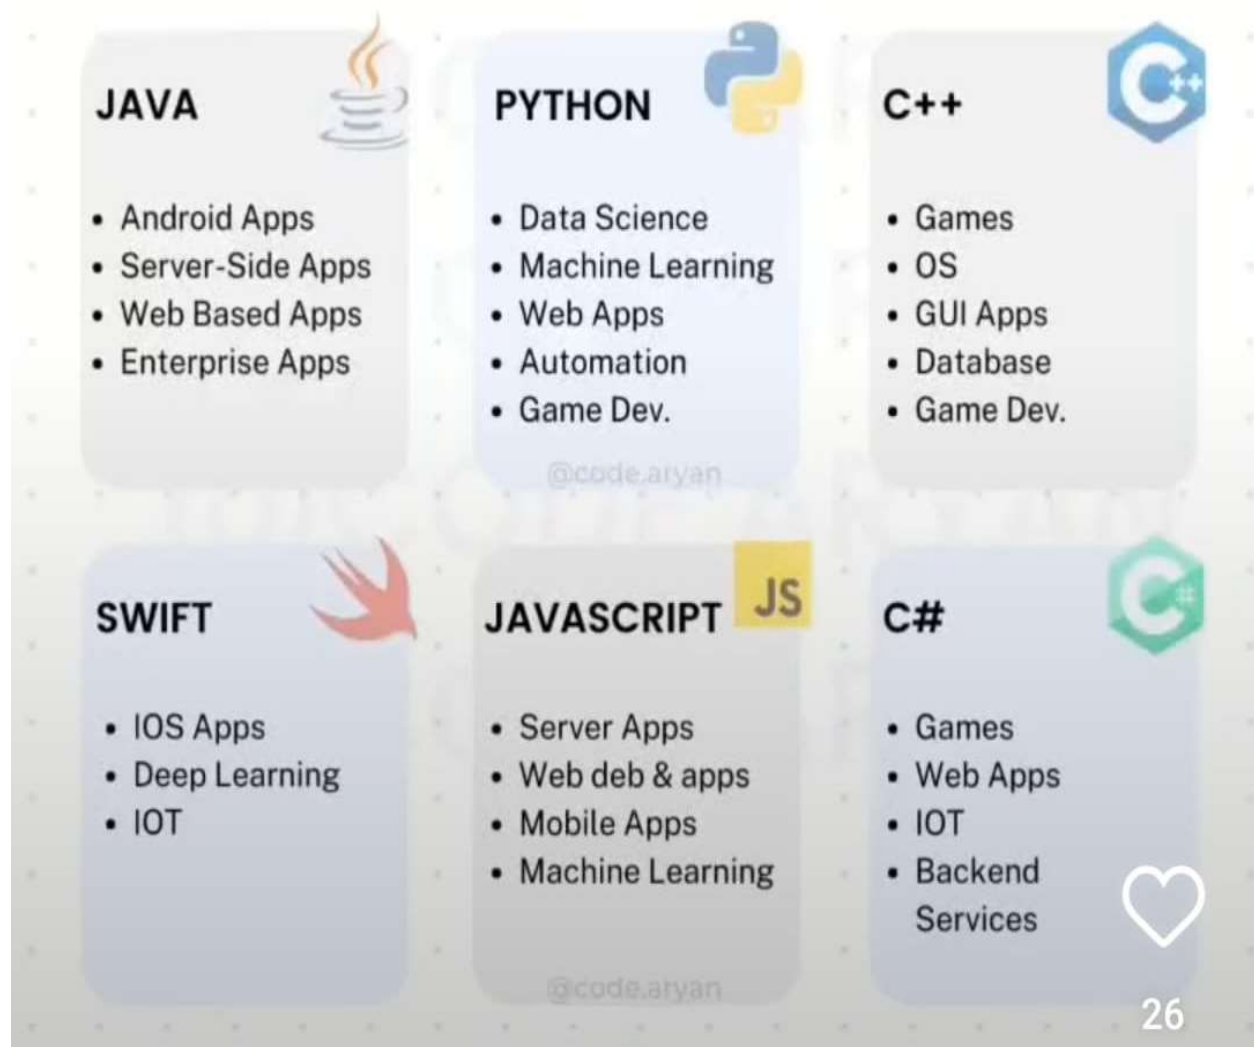 JAVA
Android Apps
Server-Side Apps
Web Based Apps
Enterprise Apps
PYTHON
Data Science
Machine Learning
Web Apps
Automation
Game Dev.
@code.aryan
C++
C++
Games
OS
GUI Apps
Database
Game Dev.
SWIFT
IOS Apps
Deep Learning
IOT
JAVASCRIPT
JS
Server Apps
Web deb & apps
Mobile Apps
Machine Learning
@code.aryan
C#
C#
Games
Web Apps
IOT
Backend
Services
26